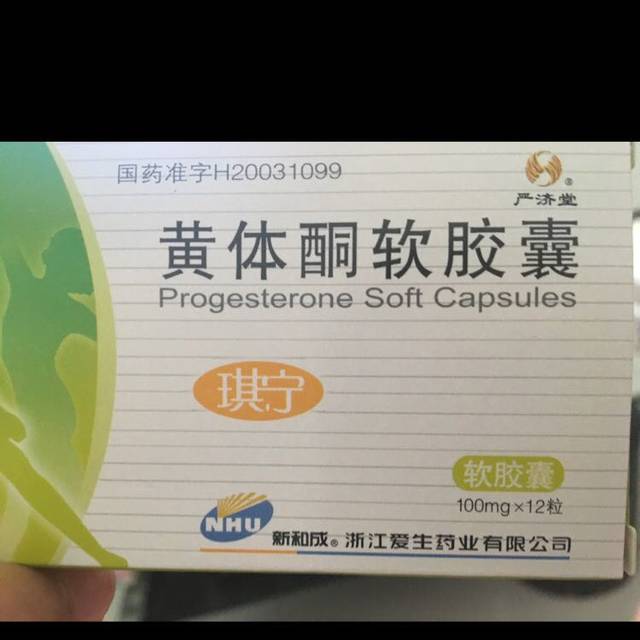 国药准字H20031099
严济堂®
黄体酮软胶囊
Progesterone Soft Capsules
琪宁
软胶囊
100mg×12粒
NHU 新和成® 浙江爱生药业有限公司